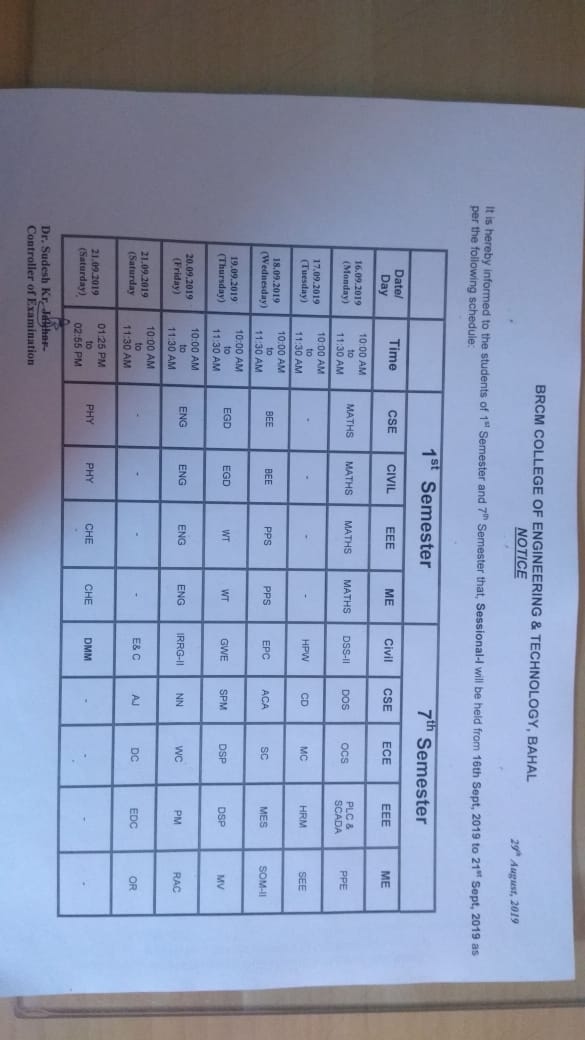 BRCM COLLEGE OF ENGINEERING & TECHNOLOGY, BAHAL
NOTICE
29th August, 2019
It is hereby informed to the students of 1st Semester and 7th Semester that, Sessional-I will be held from 16th Sept, 2019 to 21st Sept, 2019 as
per the following schedule:
1st Semester 7th Semester
Date/ Day Time CSE CIVIL EEE ME Civil CSE ECE EEE ME
16.09.2019 (Monday) 10:00 AM to 11:30 AM MATHS MATHS MATHS MATHS DSS-II DOS OCS PLC & SCADA PPE
17.09.2019 (Tuesday) 10:00 AM to 11:30 AM - - - - HPW CD MC HRM SEE
18.09.2019 (Wednesday) 10:00 AM to 11:30 AM BEE BEE PPS PPS EPC ACA SC MES SOM-II
19.09.2019 (Thursday) 10:00 AM to 11:30 AM EGD EGD WT WT GWE SPM DSP DSP MV
20.09.2019 (Friday) 10:00 AM to 11:30 AM ENG ENG ENG ENG IRRG-II NN WC PM RAC
21.09.2019 (Saturday 10:00 AM to 11:30 AM - - - - E& C AJ DC EDC OR
21.09.2019 (Saturday) 01:25 PM to 02:55 PM PHY PHY CHE CHE DMM - - - -
Dr. Sudesh Kr.
Controller of Examination